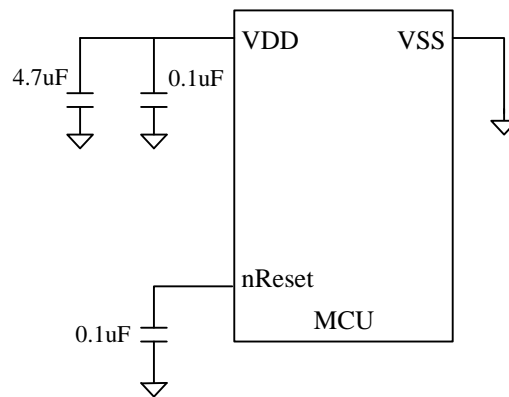 VDD
VSS
4.7uF
0.1uF
nReset
0.1uF
MCU